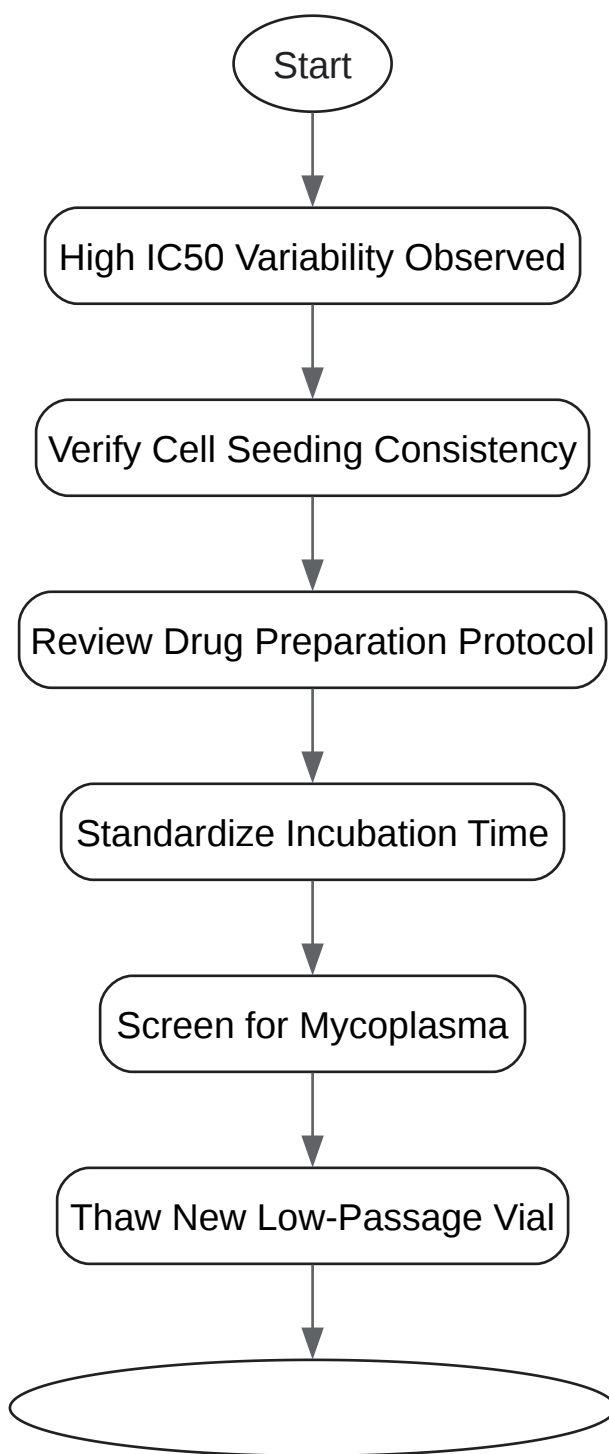 Start
High IC50 Variability Observed
Verify Cell Seeding Consistency
Review Drug Preparation Protocol
Standardize Incubation Time
Screen for Mycoplasma
Thaw New Low-Passage Vial